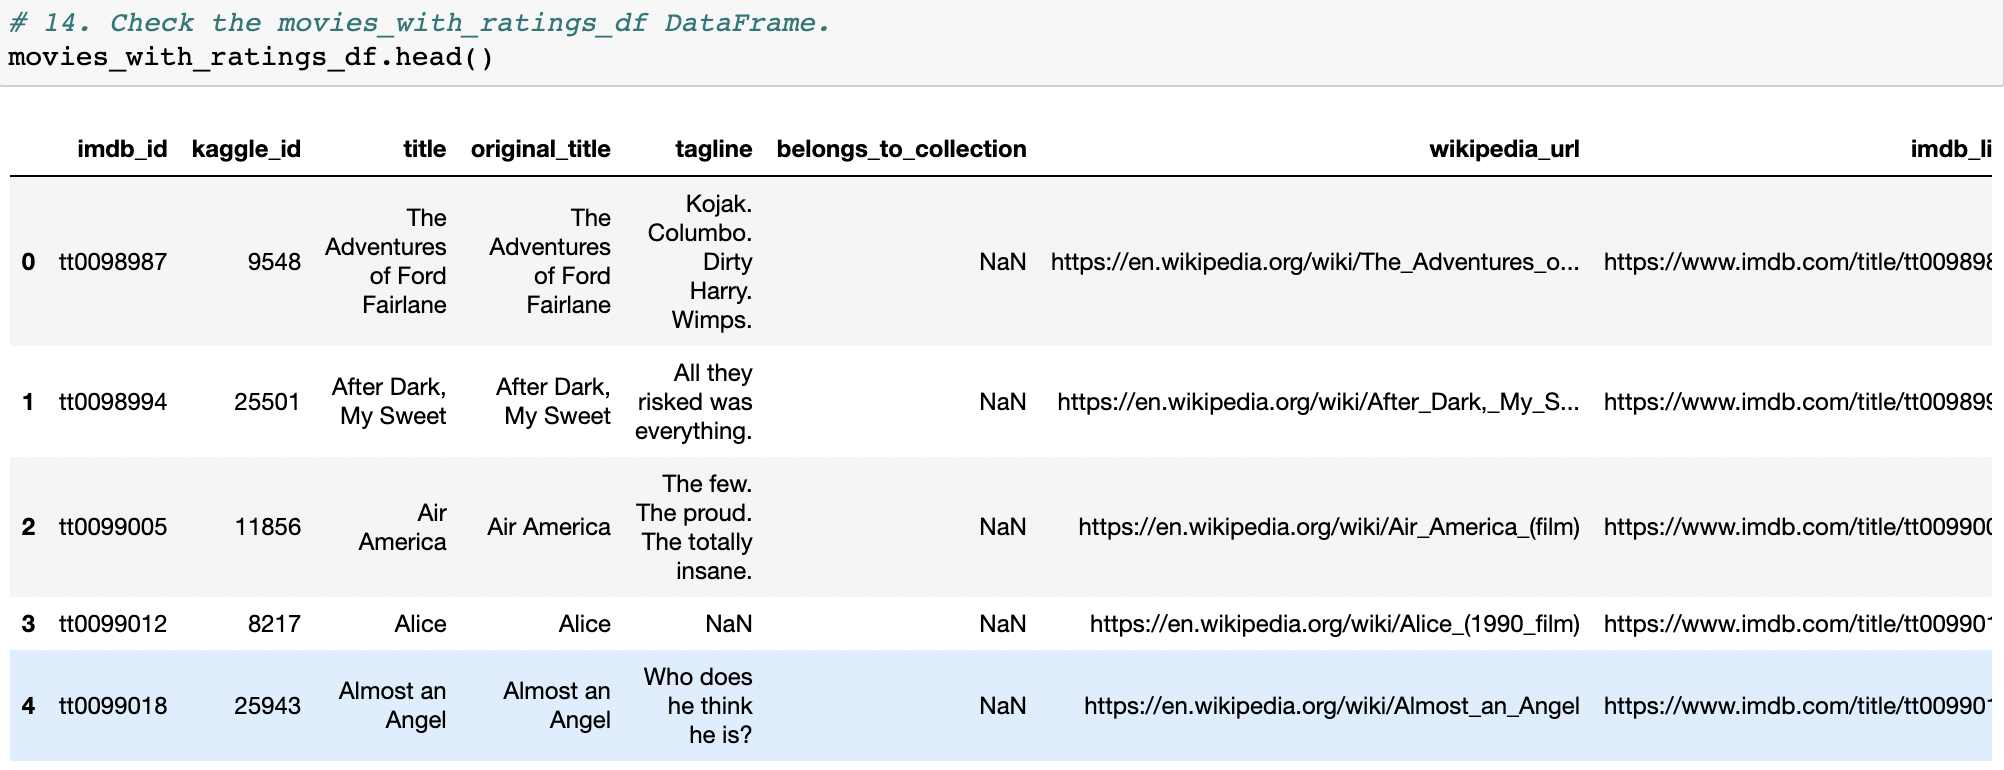 # 14. Check the movies_with_ratings_df DataFrame.
movies_with_ratings_df.head()
imdb_id kaggle_id title original_title tagline belongs_to_collection wikipedia_url imdb_li
0 tt0098987 9548 The Adventures of Ford Fairlane The Adventures of Ford Fairlane Kojak. Columbo. Dirty Harry. Wimps. NaN https://en.wikipedia.org/wiki/The_Adventures_o... https://www.imdb.com/title/tt009898
1 tt0098994 25501 After Dark, My Sweet After Dark, My Sweet All they risked was everything. NaN https://en.wikipedia.org/wiki/After_Dark,_My_S... https://www.imdb.com/title/tt009899
2 tt0099005 11856 Air America Air America The few. The proud. The totally insane. NaN https://en.wikipedia.org/wiki/Air_America_(film) https://www.imdb.com/title/tt009900
3 tt0099012 8217 Alice Alice NaN NaN https://en.wikipedia.org/wiki/Alice_(1990_film) https://www.imdb.com/title/tt009901
4 tt0099018 25943 Almost an Angel Almost an Angel Who does he think he is? NaN https://en.wikipedia.org/wiki/Almost_an_Angel https://www.imdb.com/title/tt009901